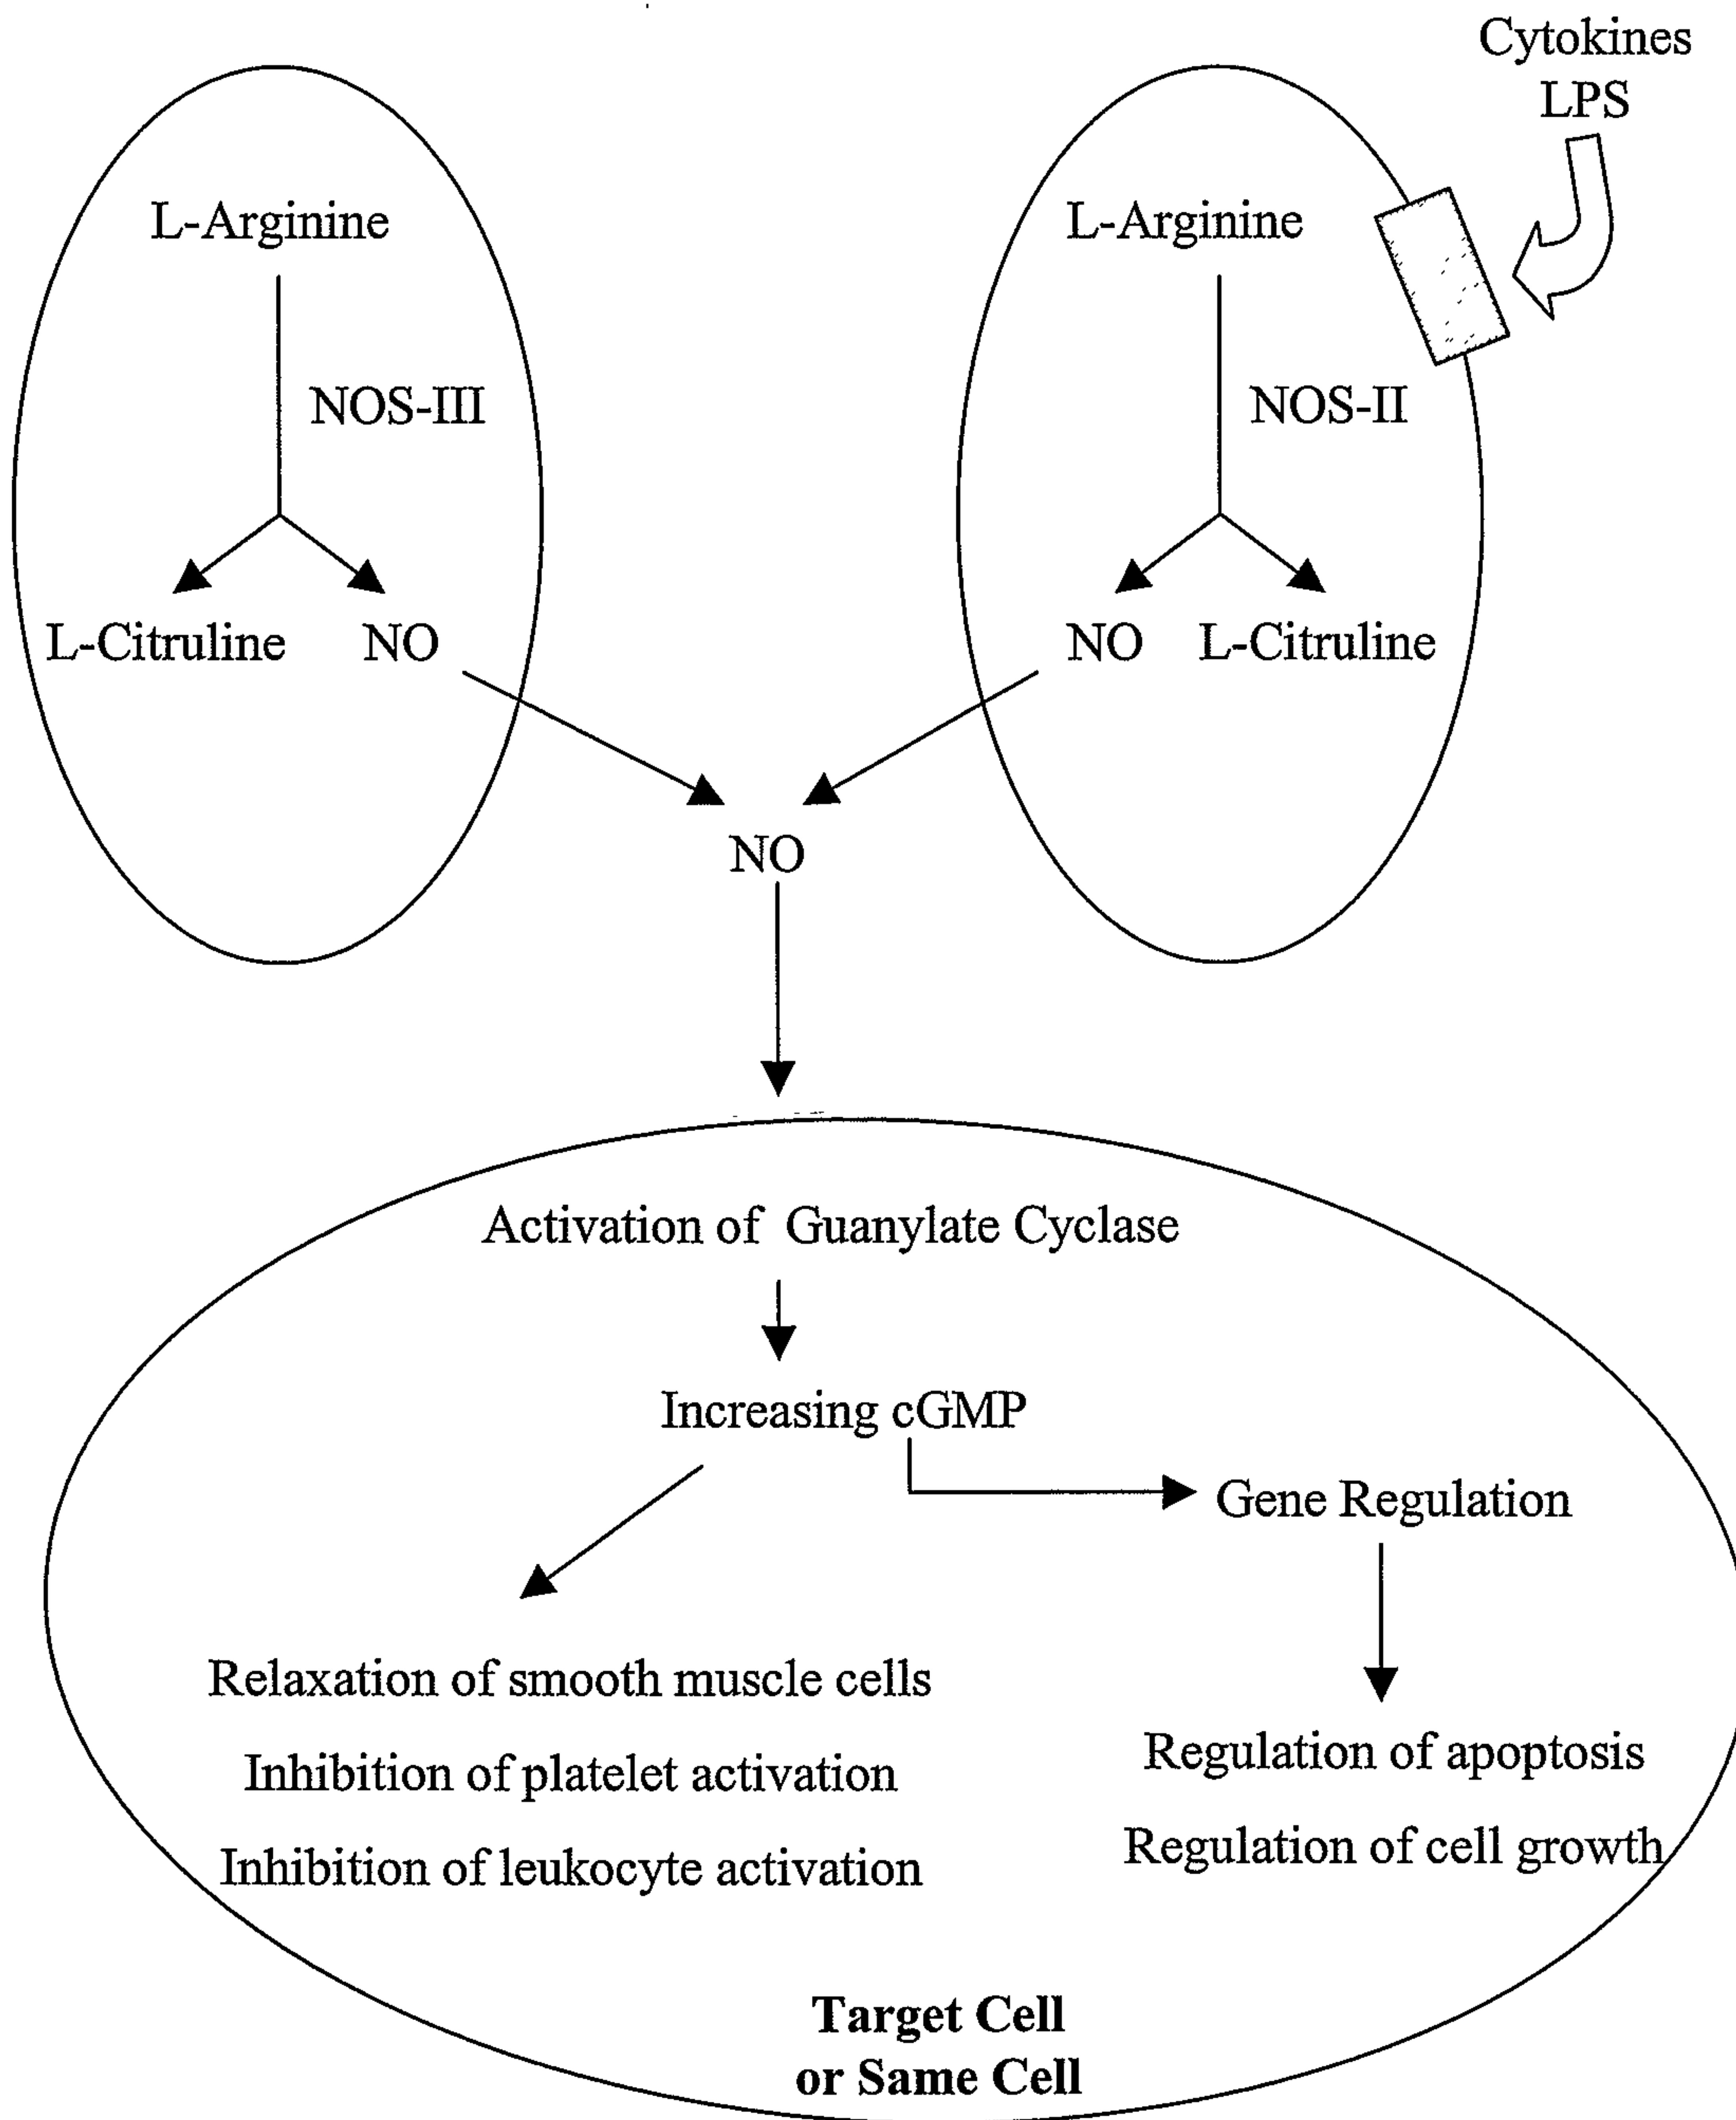 Cytokines
LPS
L-Arginine
NOS-III
L-Citruline NO
L-Arginine
NOS-II
NO L-Citruline
NO
Activation of Guanylate Cyclase
Increasing cGMP
Gene Regulation
Relaxation of smooth muscle cells
Inhibition of platelet activation
Inhibition of leukocyte activation
Regulation of apoptosis
Regulation of cell growth
Target Cell
or Same Cell